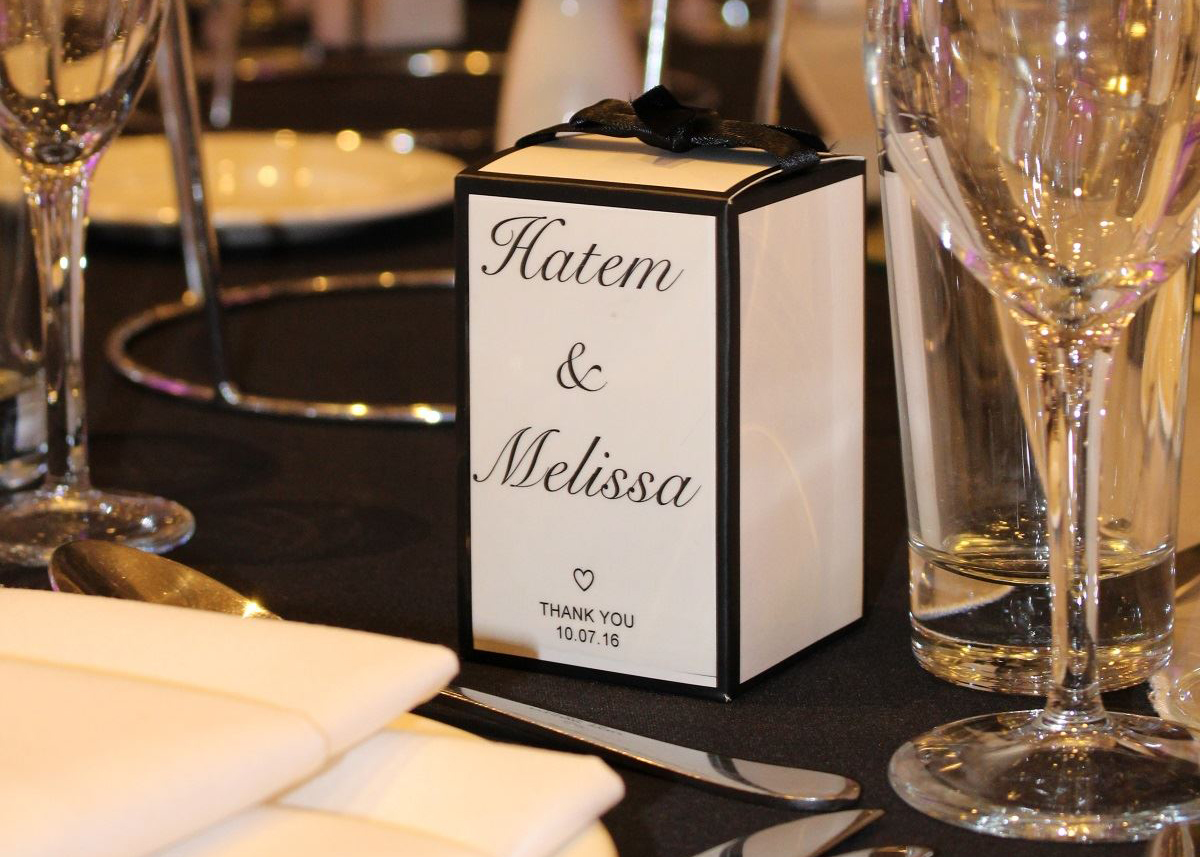 Hatem
&
Melissa
♡
THANK YOU
10.07.16